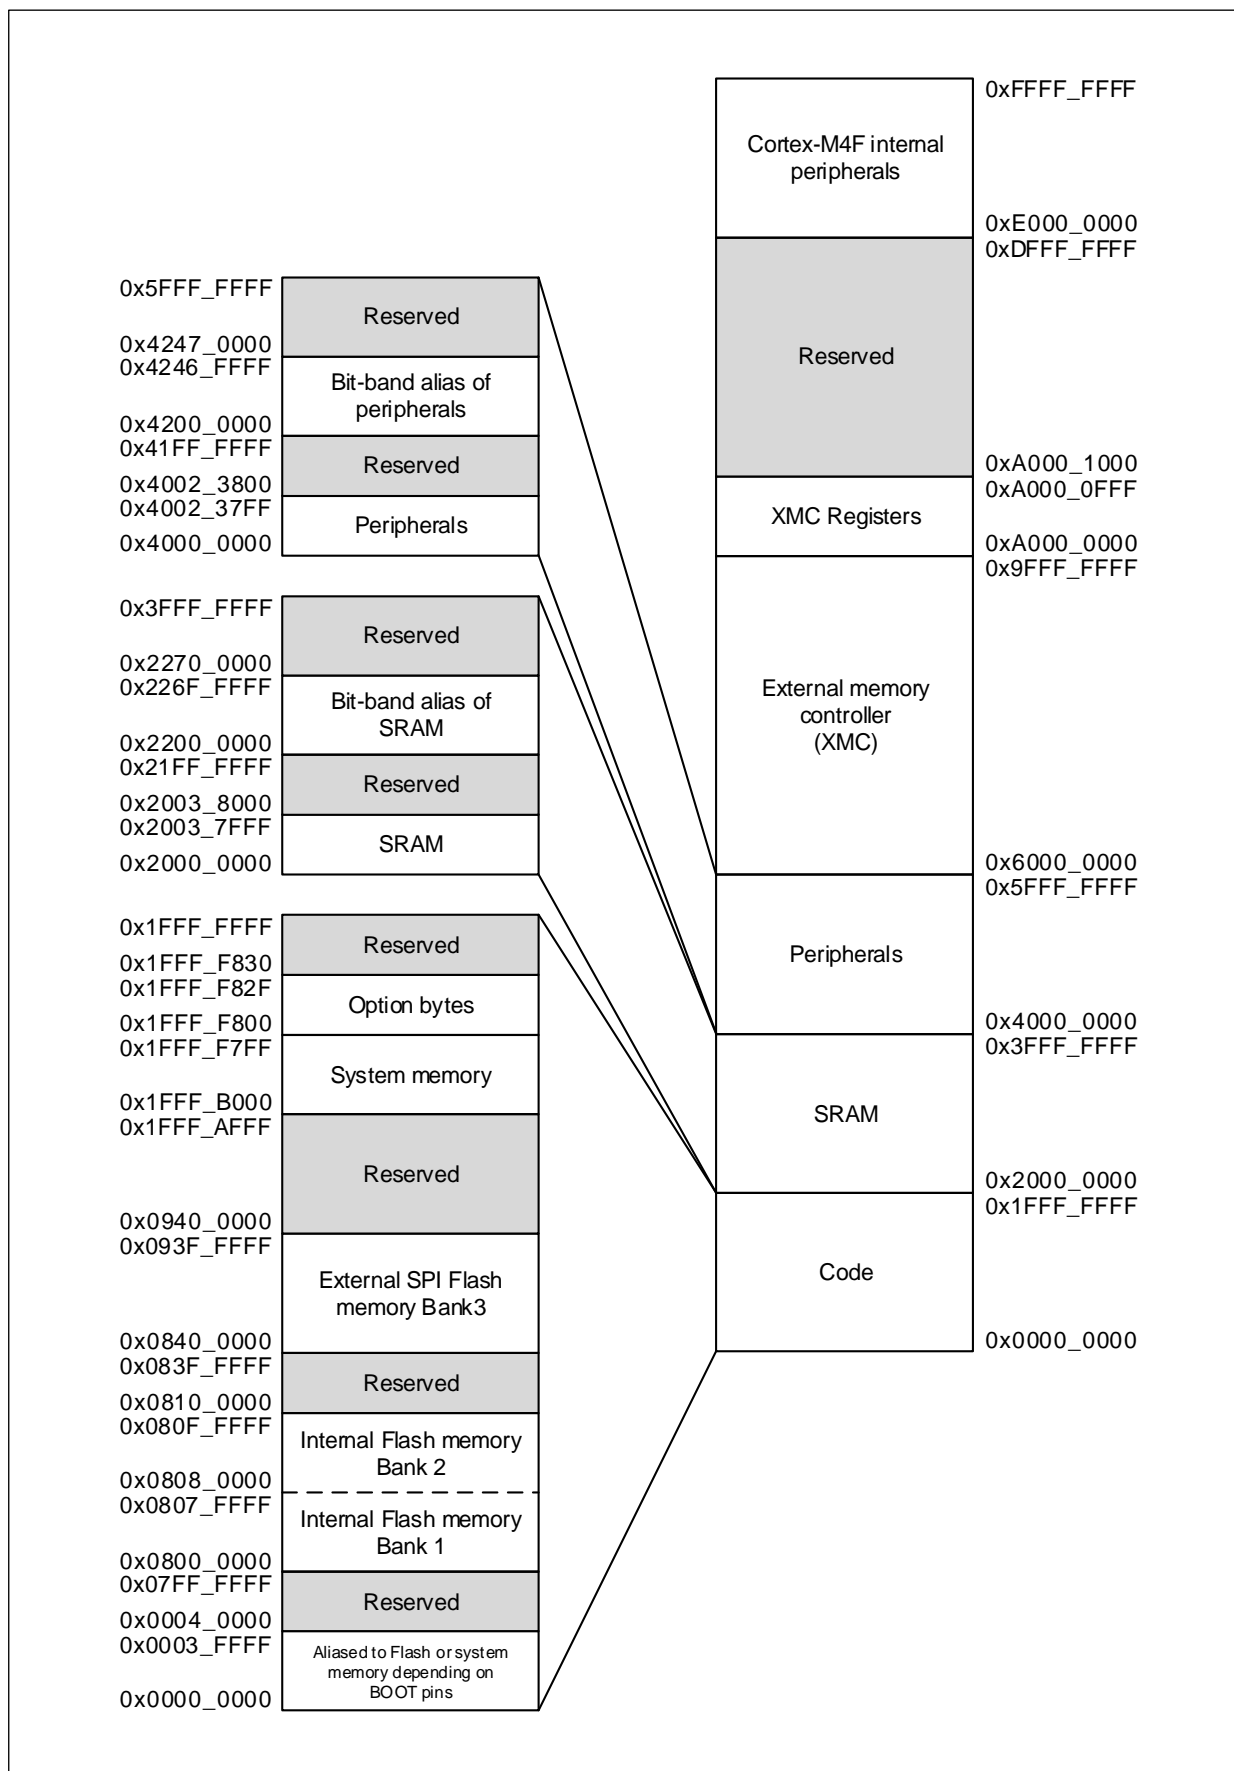 0xFFFF_FFFF
Cortex-M4F internal
peripherals
0xE000_0000
0xDFFF_FFFF
Reserved
0xA000_1000
0xA000_0FFF
XMC Registers
0xA000_0000
0x9FFF_FFFF
External memory
controller
(XMC)
0x6000_0000
0x5FFF_FFFF
Peripherals
0x4000_0000
0x3FFF_FFFF
SRAM
0x2000_0000
0x1FFF_FFFF
Code
0x0000_0000
0x5FFF_FFFF
Reserved
0x4247_0000
0x4246_FFFF
Bit-band alias of
peripherals
0x4200_0000
0x41FF_FFFF
Reserved
0x4002_3800
0x4002_37FF
Peripherals
0x4000_0000
0x3FFF_FFFF
Reserved
0x2270_0000
0x226F_FFFF
Bit-band alias of
SRAM
0x2200_0000
0x21FF_FFFF
Reserved
0x2003_8000
0x2003_7FFF
SRAM
0x2000_0000
0x1FFF_FFFF
Reserved
0x1FFF_F830
0x1FFF_F82F
Option bytes
0x1FFF_F800
0x1FFF_F7FF
System memory
0x1FFF_B000
0x1FFF_AFFF
Reserved
0x0940_0000
0x093F_FFFF
External SPI Flash
memory Bank3
0x0840_0000
0x083F_FFFF
Reserved
0x0810_0000
0x080F_FFFF
Internal Flash memory
Bank 2
0x0808_0000
0x0807_FFFF
Internal Flash memory
Bank 1
0x0800_0000
0x07FF_FFFF
Reserved
0x0004_0000
0x0003_FFFF
Aliased to Flash or system
memory depending on
BOOT pins
0x0000_0000